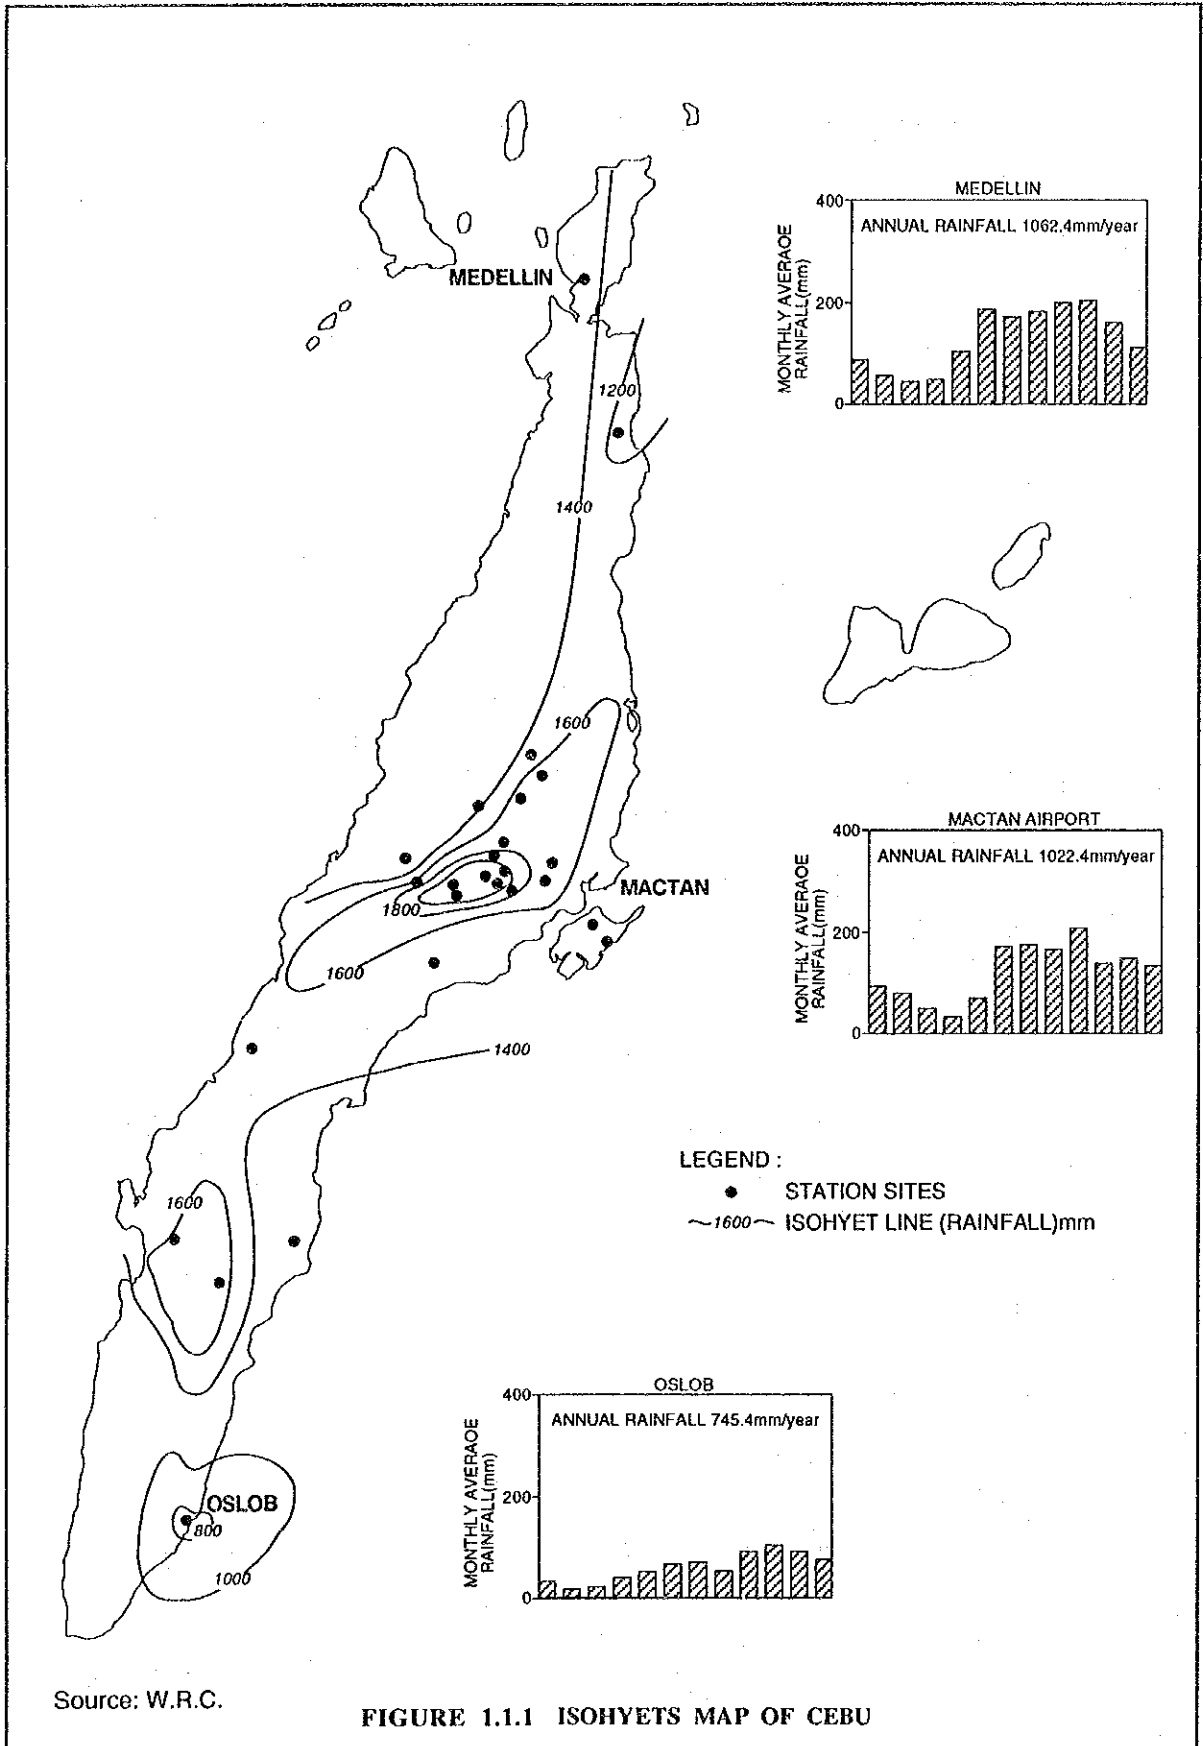 MEDELLIN
400
ANNUAL RAINFALL 1062.4mm/year
MONTHLY AVERAOE
RAINFALL(mm)
200
0
MEDELLIN
1200
1400
1600
MACTAN AIRPORT
400
ANNUAL RAINFALL 1022.4mm/year
MONTHLY AVERAOE
RAINFALL(mm)
200
0
MACTAN
1800
1600
1400
LEGEND :
STATION SITES
1600 ISOHYET LINE (RAINFALL)mm
1600
OSLOB
400
ANNUAL RAINFALL 745.4mm/year
MONTHLY AVERAOE
RAINFALL(mm)
200
0
OSLOB
800
1000
Source: W.R.C.
FIGURE 1.1.1 ISOHYETS MAP OF CEBU